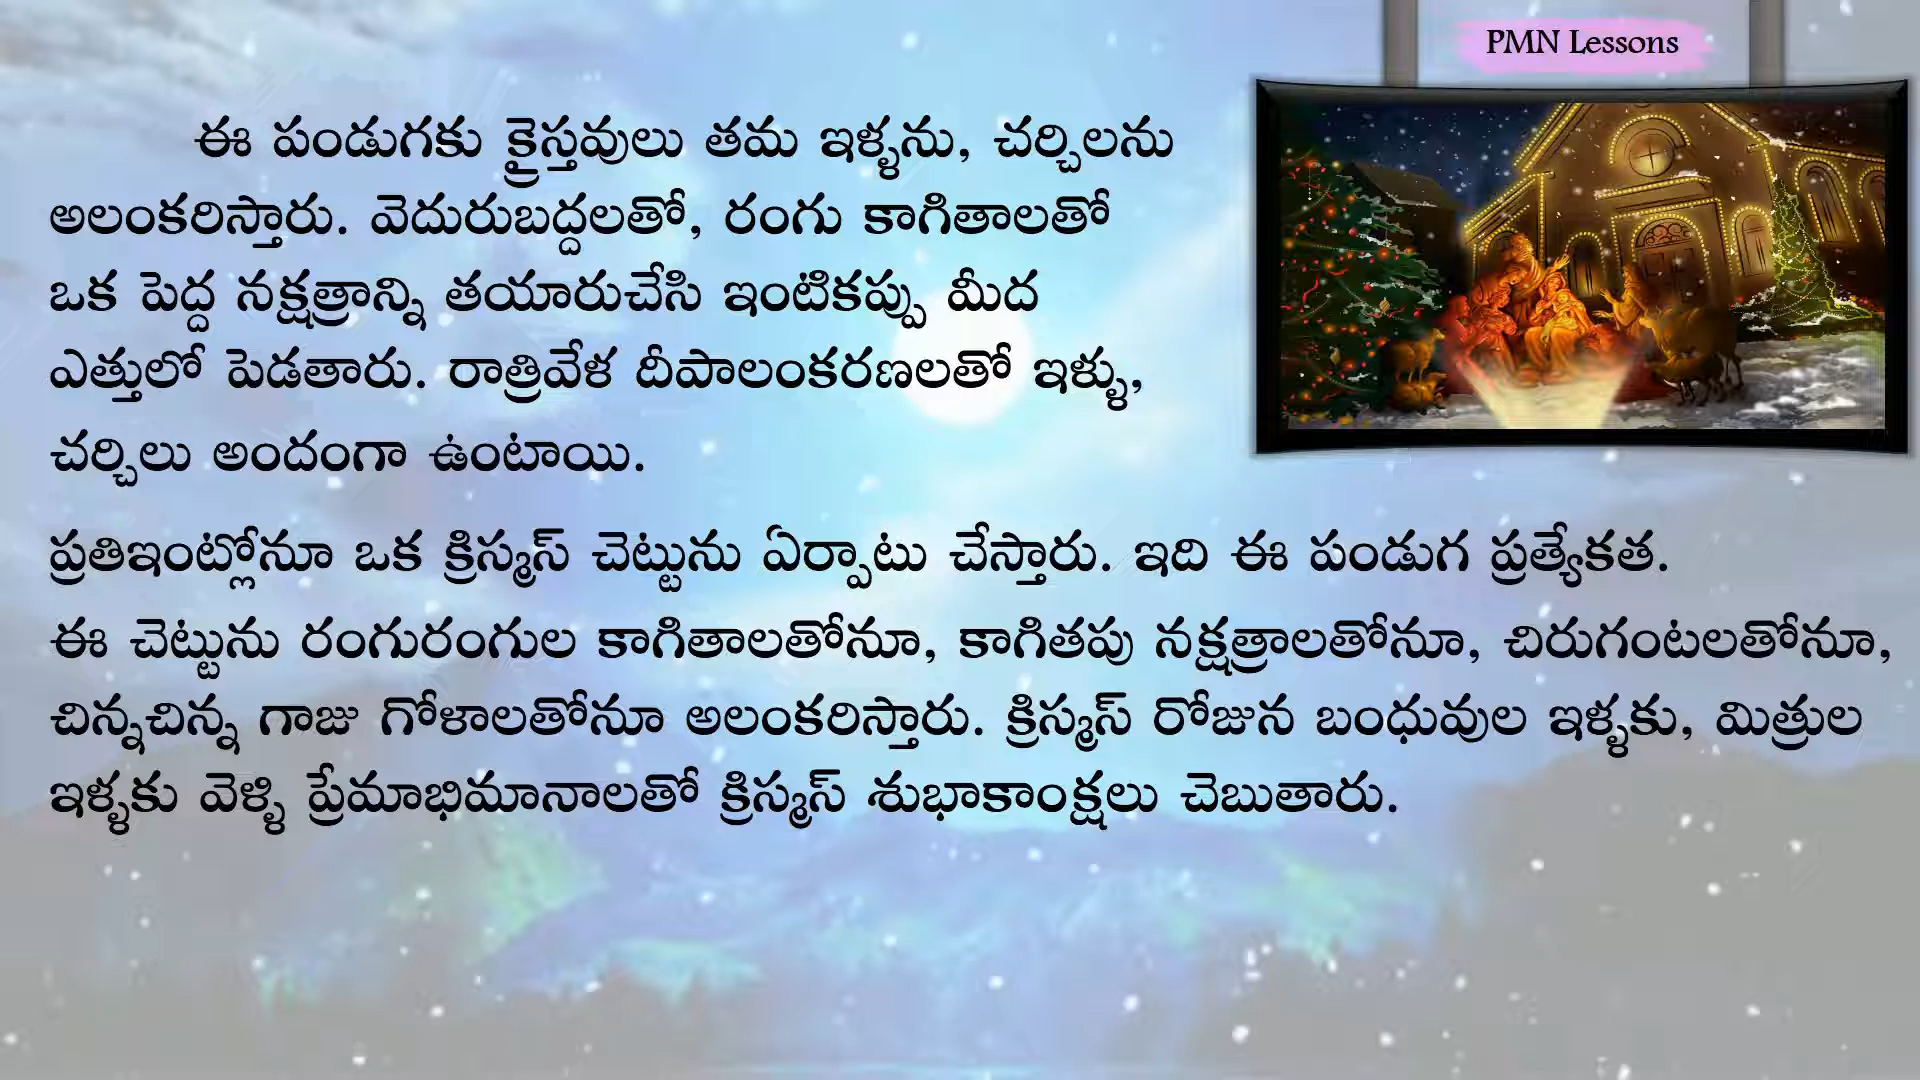 PMN Lessons
ఈ పండుగకు క్రైస్తవులు తమ ఇళ్ళను, చర్చిలను
అలంకరిస్తారు. వెదురుబద్దలతో, రంగు కాగితాలతో
ఒక పెద్ద నక్షత్రాన్ని తయారుచేసి ఇంటికప్పు మీద
ఎత్తులో పెడతారు. రాత్రివేళ దీపాలంకరణలతో ఇళ్ళు,
చర్చిలు అందంగా ఉంటాయి.
ప్రతిఇంట్లోనూ ఒక క్రిస్మస్ చెట్టును ఏర్పాటు చేస్తారు. ఇది ఈ పండుగ ప్రత్యేకత.
ఈ చెట్టును రంగురంగుల కాగితాలతోనూ, కాగితపు నక్షత్రాలతోనూ, చిరుగంటలతోనూ,
చిన్నచిన్న గాజు గోళాలతోనూ అలంకరిస్తారు. క్రిస్మస్ రోజున బంధువుల ఇళ్ళకు, మిత్రుల
ఇళ్ళకు వెళ్ళి ప్రేమాభిమానాలతో క్రిస్మస్ శుభాకాంక్షలు చెబుతారు.